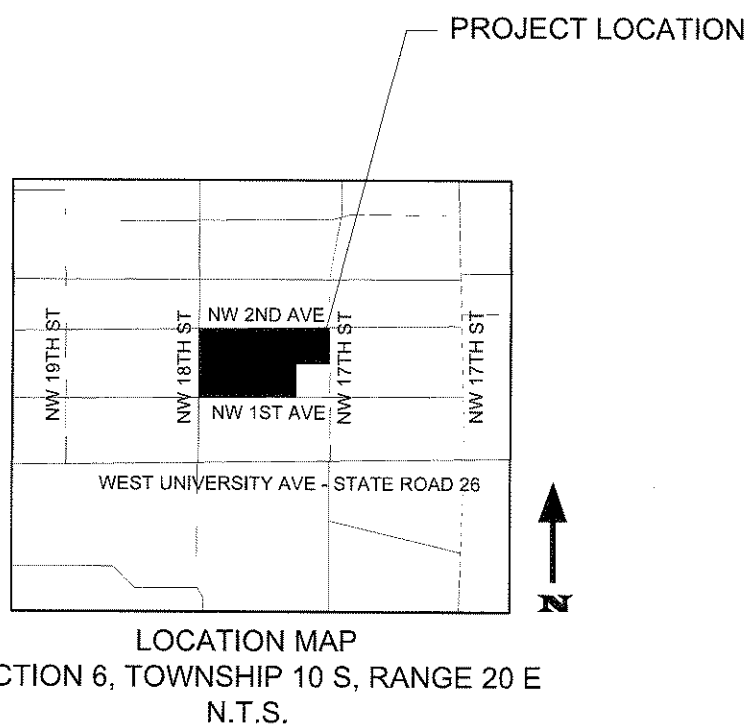 PROJECT LOCATION
NW 2ND AVE
NW 19TH ST
NW 18TH ST
NW 17TH ST
NW 17TH ST
NW 1ST AVE
WEST UNIVERSITY AVE - STATE ROAD 26
N
LOCATION MAP
CTION 6, TOWNSHIP 10 S, RANGE 20 E
N.T.S.